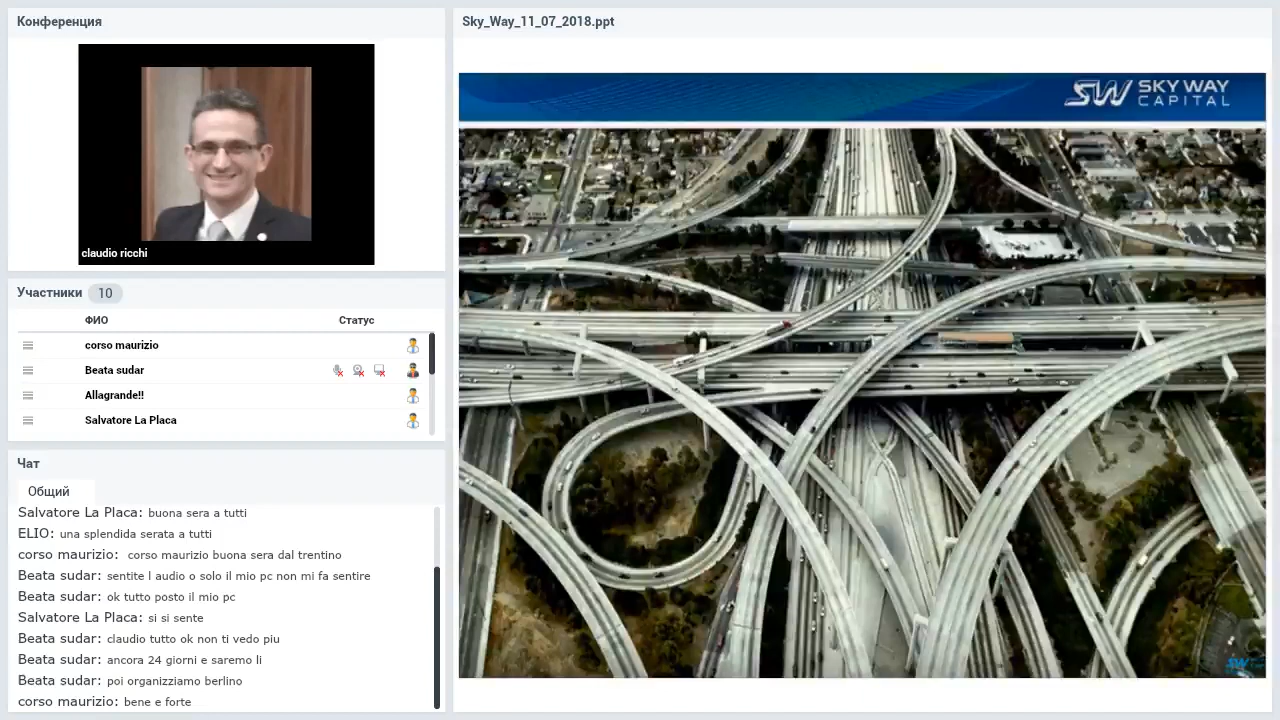 Конференция
claudio ricchi
Участники 10
ФИО Статус
corso maurizio
Beata sudar
Allagrande!!
Salvatore La Placa
Чат
Общий
Salvatore La Placa: buona sera a tutti
ELIO: una splendida serata a tutti
corso maurizio: corso maurizio buona sera dal trentino
Beata sudar: sentite l audio o solo il mio pc non mi fa sentire
Beata sudar: ok tutto posto il mio pc
Salvatore La Placa: si si sente
Beata sudar: claudio tutto ok non ti vedo piu
Beata sudar: ancora 24 giorni e saremo li
Beata sudar: poi organizziamo berlino
corso maurizio: bene e forte
Sky_Way_11_07_2018.ppt
SW SKY WAY
CAPITAL
SW